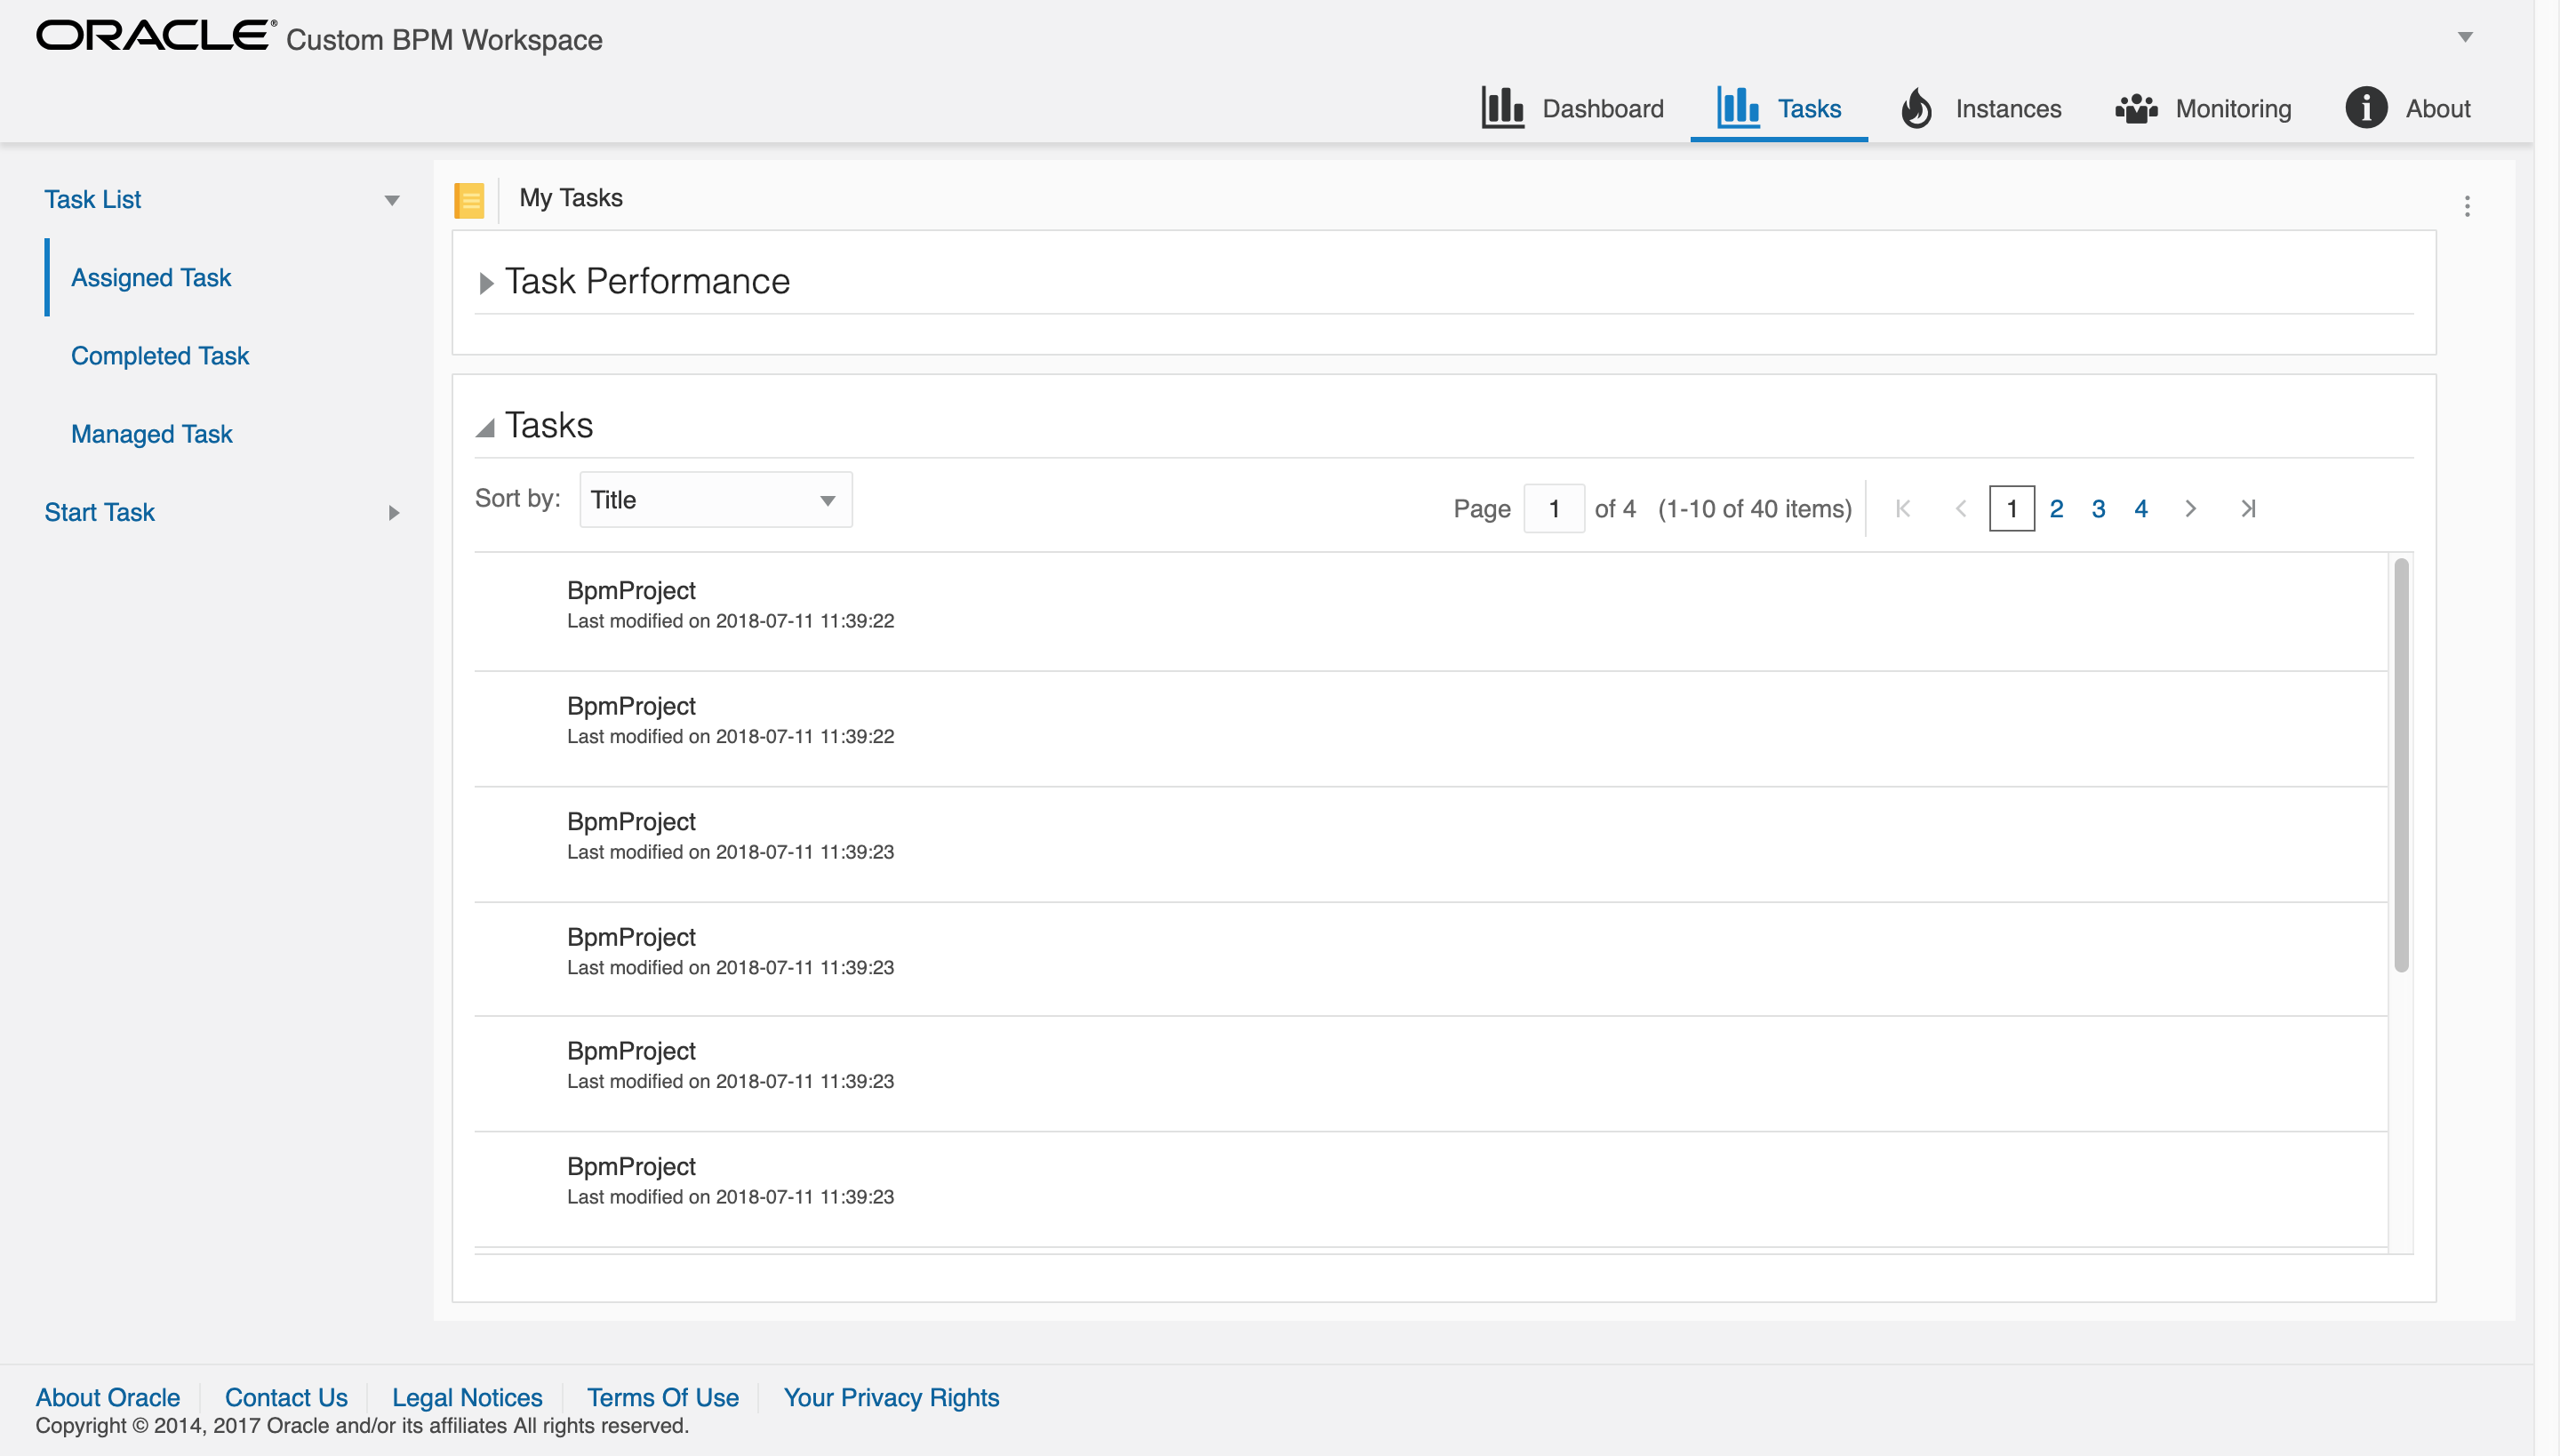 ORACLE® Custom BPM Workspace
Dashboard Tasks Instances Monitoring About
Task List
Assigned Task
Completed Task
Managed Task
Start Task
My Tasks
Task Performance
Tasks
Sort by: Title
Page 1 of 4 (1-10 of 40 items) 1 2 3 4
BpmProject
Last modified on 2018-07-11 11:39:22
BpmProject
Last modified on 2018-07-11 11:39:22
BpmProject
Last modified on 2018-07-11 11:39:23
BpmProject
Last modified on 2018-07-11 11:39:23
BpmProject
Last modified on 2018-07-11 11:39:23
BpmProject
Last modified on 2018-07-11 11:39:23
About Oracle Contact Us Legal Notices Terms Of Use Your Privacy Rights
Copyright © 2014, 2017 Oracle and/or its affiliates All rights reserved.